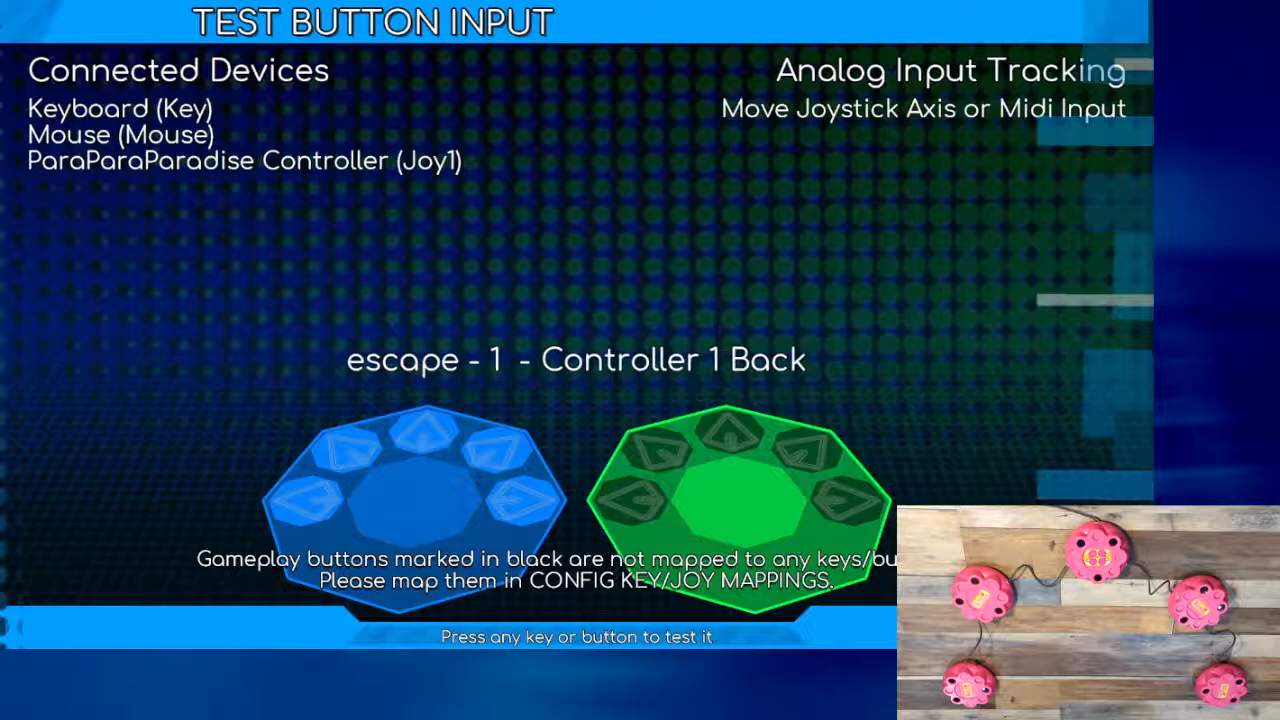 TEST BUTTON INPUT
Connected Devices
Keyboard (Key)
Mouse (Mouse)
ParaParaParadise Controller (Joy1)
Analog Input Tracking
Move Joystick Axis or Midi Input
escape - 1 - Controller 1 Back
Gameplay buttons marked in black are not mapped to any keys/bu
Please map them in CONFIG KEY/JOY MAPPINGS.
Press any key or button to test it